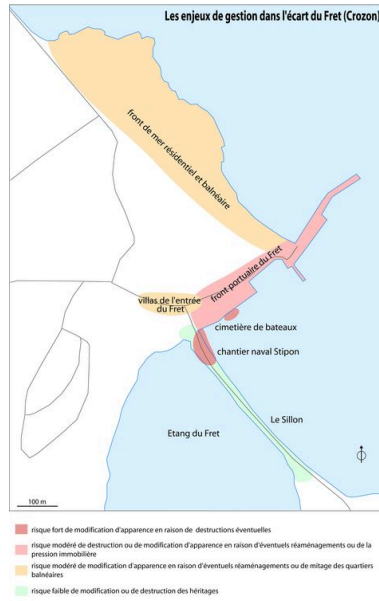 Les enjeux de gestion dans l'écart du Fret (Crozon)
front de mer résidentiel et balnéaire
front portuaire du Fret
villas de l'entrée
du Fret
cimetière de bateaux
chantier naval Stipon
Le Sillon
Etang du Fret
100 m
risque fort de modification d'apparence en raison de destructions éventuelles
risque modéré de destruction ou de modification d'apparence en raison d'éventuels réaménagements ou de la
pression immobilière
risque modéré de modification d'apparence en raison d'éventuels réaménagements ou de mitage des quartiers
balnéaires
risque faible de modification ou de destruction des héritages